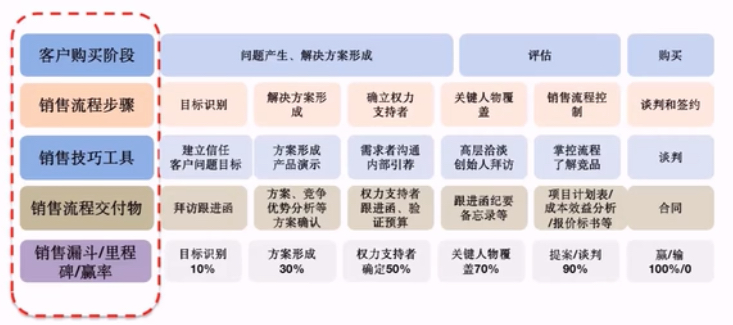 客户购买阶段
问题产生、解决方案形成
评估
购买
销售流程步骤
目标识别
解决方案形
成
确立权力
支持者
关键人物覆
盖
销售流程控
制
谈判和签约
销售技巧工具
建立信任
客户问题目标
方案形成
产品演示
需求者沟通
内部引荐
高层洽淡
创始人拜访
掌控流程
了解竞品
谈判
销售流程交付物
拜访跟进函
方案、竞争
优势分析等
方案确认
权力支持者
跟进函、验
证预算
跟进函纪要
备忘录等
项目计划表/
成本效益分析
/报价标书等
合同
销售漏斗/里程
碑/赢率
目标识别
10%
方案形成
30%
权力支持者
确定50%
关键人物覆
盖70%
提案/谈判
90%
赢/输
100%/0